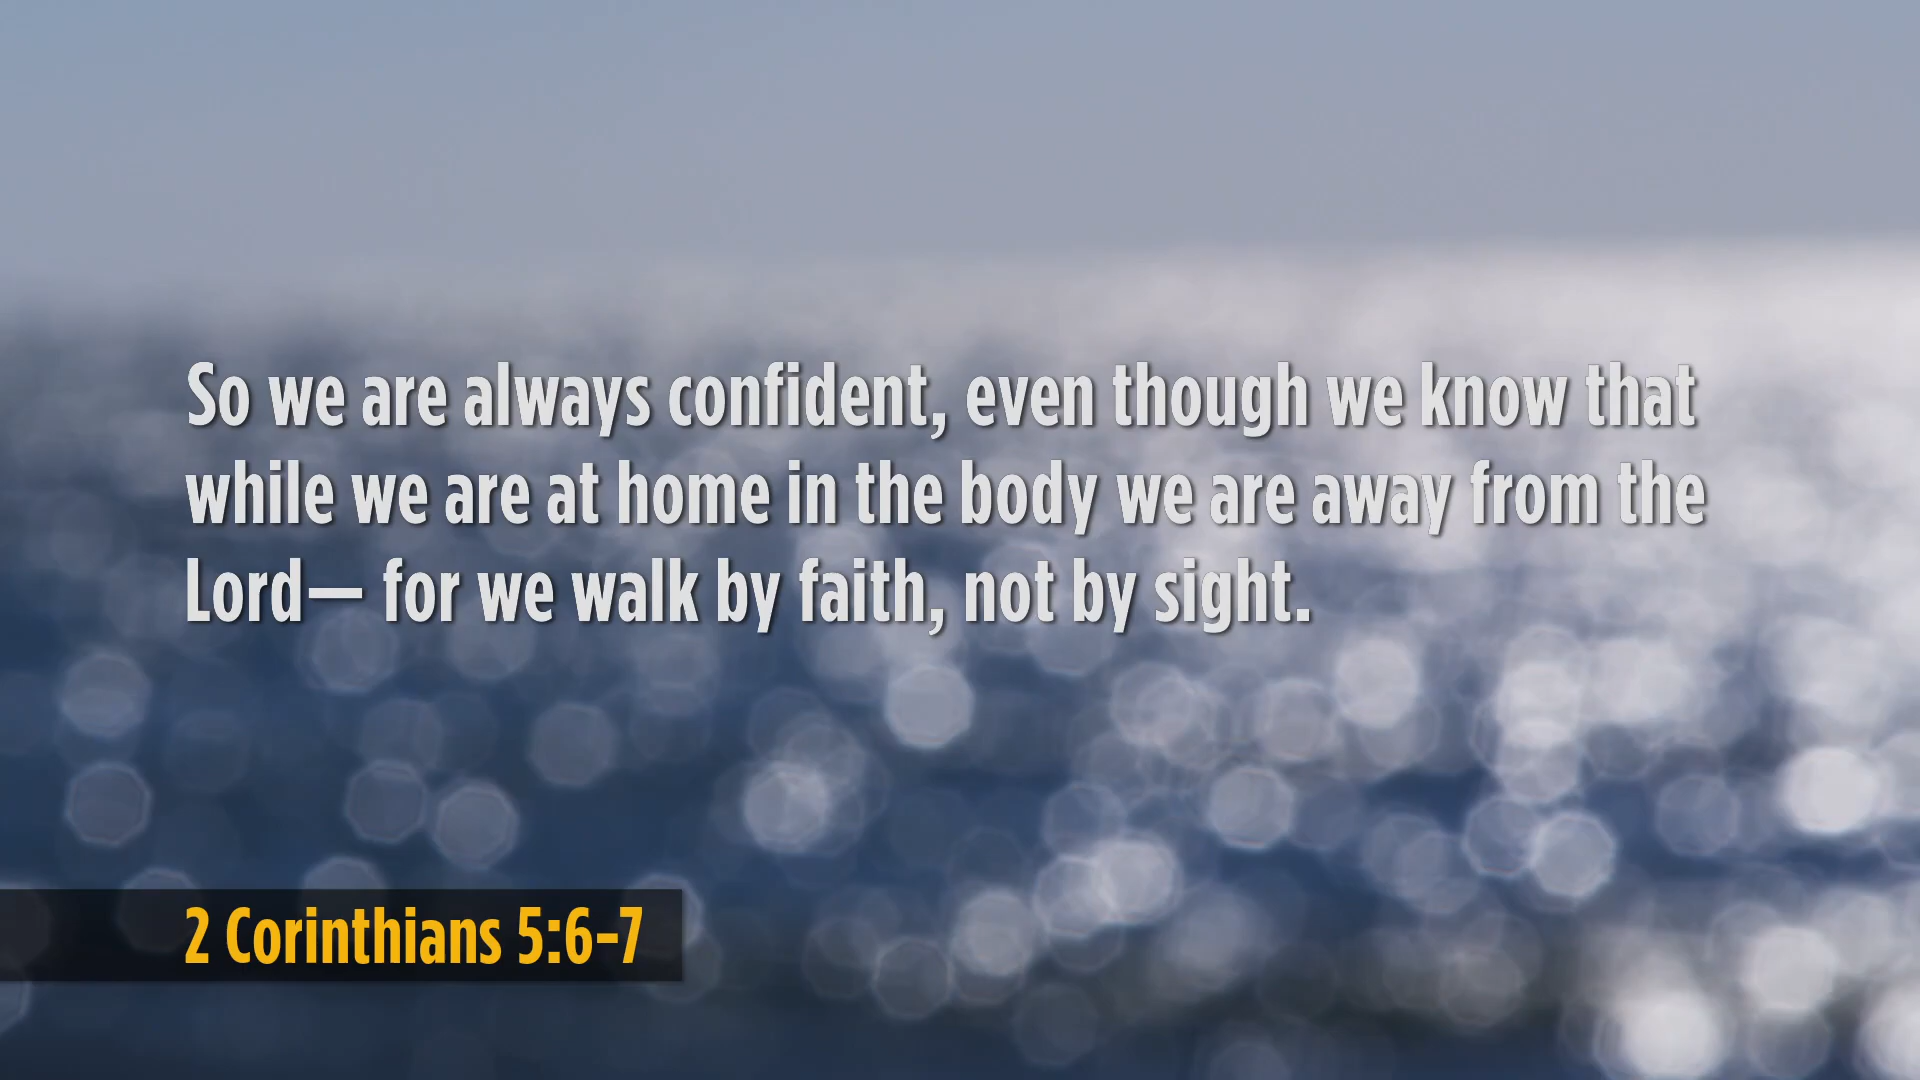 So we are always confident, even though we know that
while we are at home in the body we are away from the
Lord— for we walk by faith, not by sight.
2 Corinthians 5:6–7